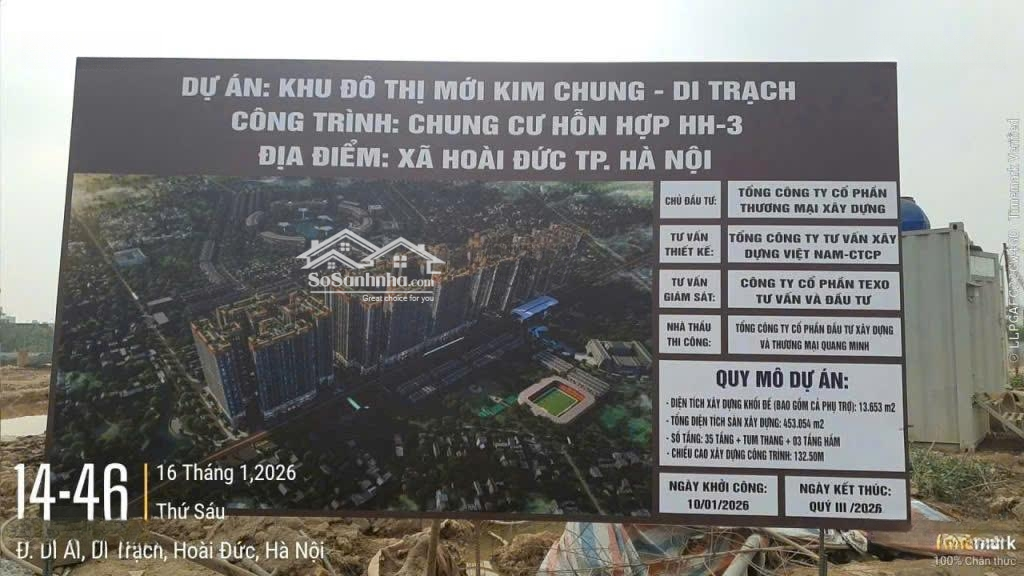 DỰ ÁN: KHU ĐÔ THỊ MỚI KIM CHUNG - DI TRẠCH
CÔNG TRÌNH: CHUNG CƯ HỖN HỢP HH-3
ĐỊA ĐIỂM: XÃ HOÀI ĐỨC TP. HÀ NỘI
CHỦ ĐẦU TƯ:
TỔNG CÔNG TY CỔ PHẦN
THƯƠNG MẠI XÂY DỰNG
TƯ VẤN
THIẾT KẾ:
TỔNG CÔNG TY TƯ VẤN XÂY
DỰNG VIỆT NAM-CTCP
TƯ VẤN
GIÁM SÁT:
CÔNG TY CỔ PHẦN TEXO
TƯ VẤN VÀ ĐẦU TƯ
NHÀ THẦU
THI CÔNG:
TỔNG CÔNG TY CỔ PHẦN ĐẦU TƯ XÂY DỰNG
VÀ THƯƠNG MẠI QUANG MINH
QUY MÔ DỰ ÁN:
- DIỆN TÍCH XÂY DỰNG KHỐI ĐẾ (BAO GỒM CẢ PHỤ TRỢ): 13.653 m2
- TỔNG DIỆN TÍCH SÀN XÂY DỰNG: 453.054 m2
- SỐ TẦNG: 35 TẦNG + TUM THANG + 03 TẦNG HẦM
- CHIỀU CAO XÂY DỰNG CÔNG TRÌNH: 132.50M
NGÀY KHỞI CÔNG:
10/01/2026
NGÀY KẾT THÚC:
QUÝ III /2026
SoSanNha.com
Great choice for you
14-46
16 Tháng 1,2026
Thứ Sáu
Đ. Di Ái, Di Trạch, Hoài Đức, Hà Nội
Timemark
100% Chân thực
Timemark Verified